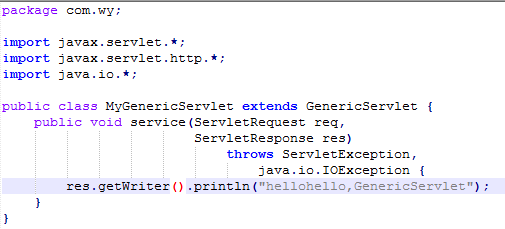 package com.wy;
import javax.servlet.*;
import javax.servlet.http.*;
import java.io.*;
public class MyGenericServlet extends GenericServlet {
    public void service(ServletRequest req,
                        ServletResponse res)
                            throws ServletException,
                                java.io.IOException {
        res.getWriter().println("hellohello,GenericServlet");
    }
}